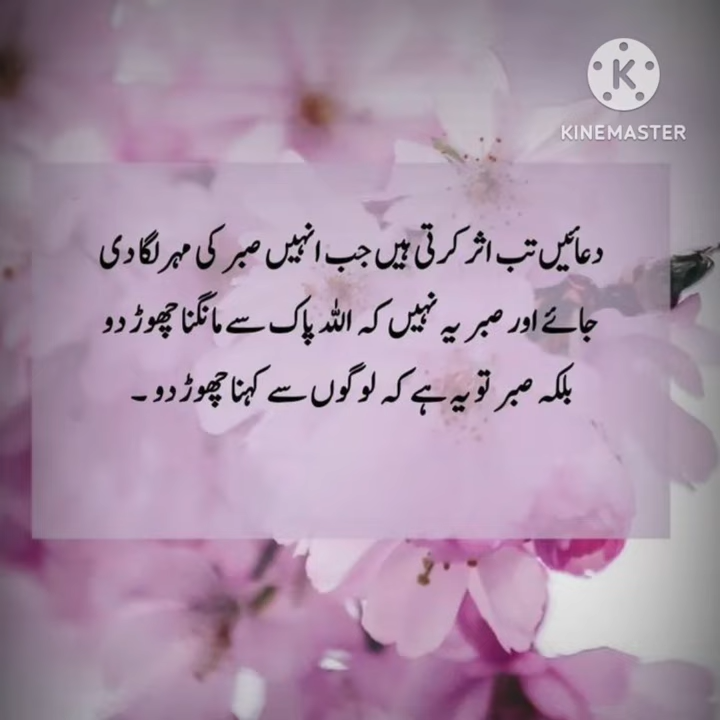 KINEMASTER
دعائیں تب اثر کرتی ہیں جب انہیں صبر کی مہر لگا دی
جائے اور صبر یہ نہیں کہ اللہ پاک سے مانگنا چھوڑ دو
بلکہ صبر تو یہ ہے کہ لوگوں سے کہنا چھوڑ دو ۔